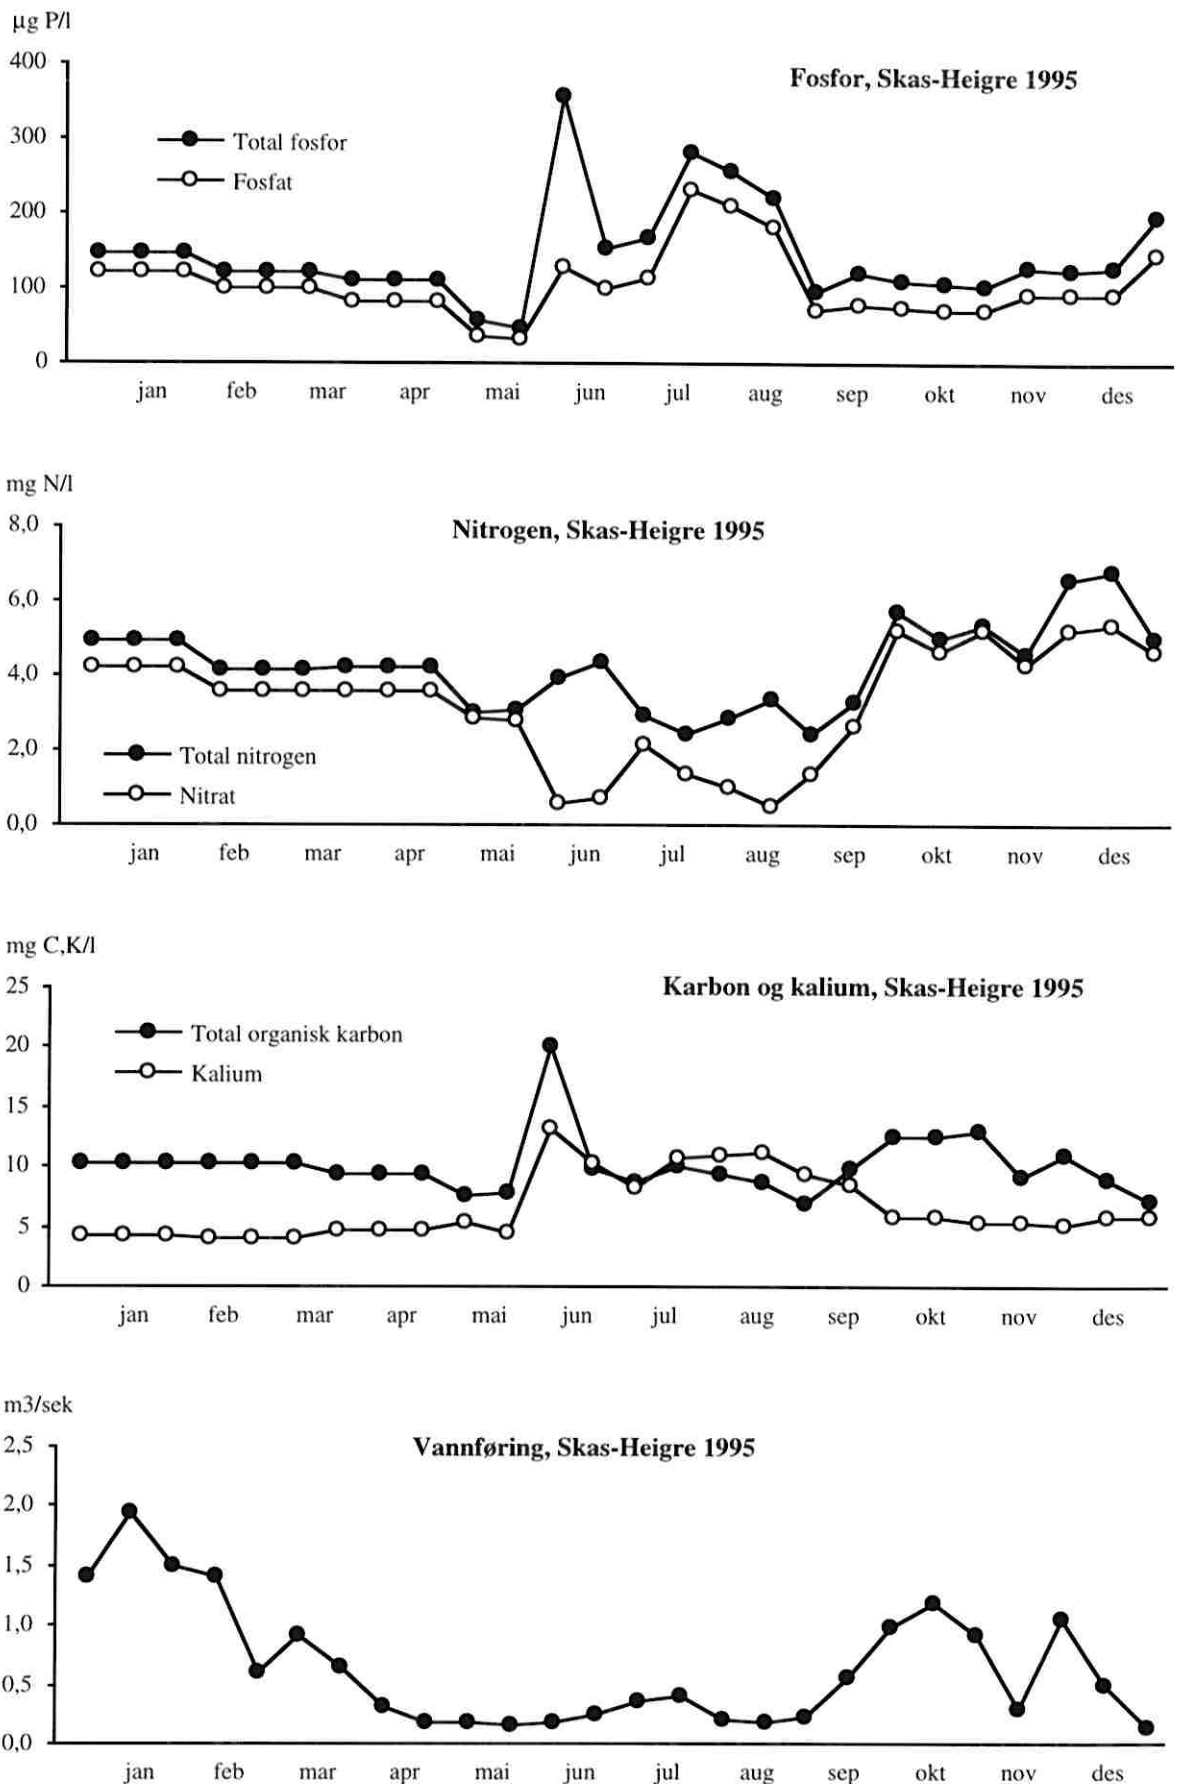 µg P/l
400
Fosfor, Skas-Heigre 1995
300
Total fosfor
Fosfat
200
100
0
jan feb mar apr mai jun jul aug sep okt nov des
mg N/l
8,0
Nitrogen, Skas-Heigre 1995
6,0
4,0
2,0
Total nitrogen
Nitrat
0,0
jan feb mar apr mai jun jul aug sep okt nov des
mg C,K/l
25
Karbon og kalium, Skas-Heigre 1995
Total organisk karbon
20
Kalium
15
10
5
0
jan feb mar apr mai jun jul aug sep okt nov des
m3/sek
2,5
Vannføring, Skas-Heigre 1995
2,0
1,5
1,0
0,5
0,0
jan feb mar apr mai jun jul aug sep okt nov des